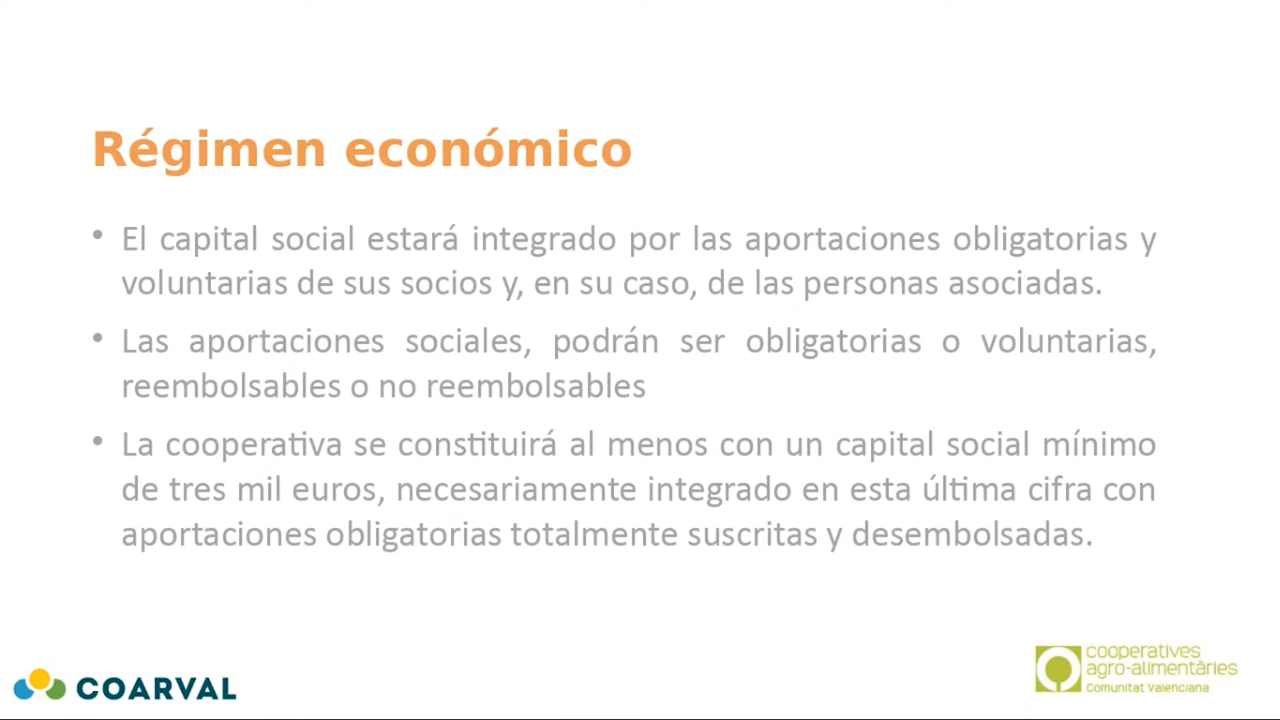 Régimen económico
• El capital social estará integrado por las aportaciones obligatorias y
voluntarias de sus socios y, en su caso, de las personas asociadas.
• Las aportaciones sociales, podrán ser obligatorias o voluntarias,
reembolsables o no reembolsables
• La cooperativa se constituirá al menos con un capital social mínimo
de tres mil euros, necesariamente integrado en esta última cifra con
aportaciones obligatorias totalmente suscritas y desembolsadas.
COARVAL
cooperatives
agro-alimentàries
Comunitat Valenciana